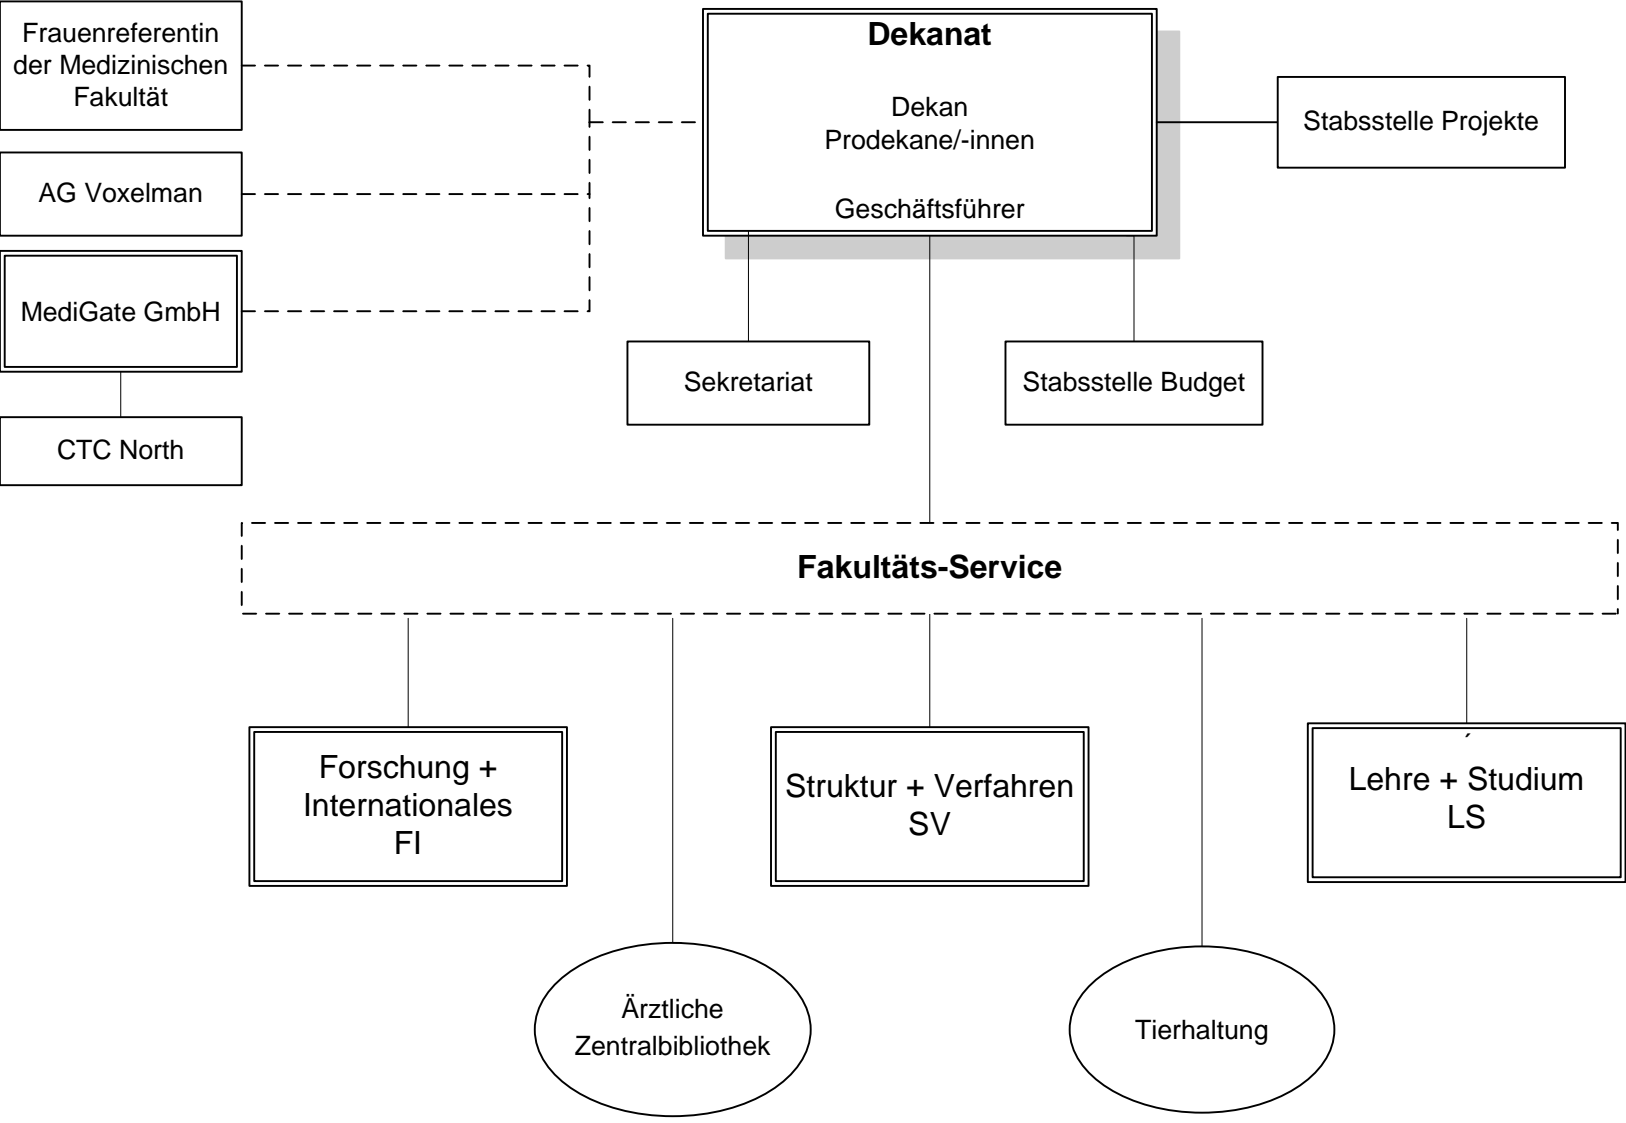 Frauenreferentin
der Medizinischen
Fakultät
AG Voxelman
MediGate GmbH
CTC North
Dekanat
Dekan
Prodekane/-innen
Geschäftsführer
Stabsstelle Projekte
Sekretariat
Stabsstelle Budget
Fakultäts-Service
Forschung +
Internationales
FI
Struktur + Verfahren
SV
´
Lehre + Studium
LS
Ärztliche
Zentralbibliothek
Tierhaltung